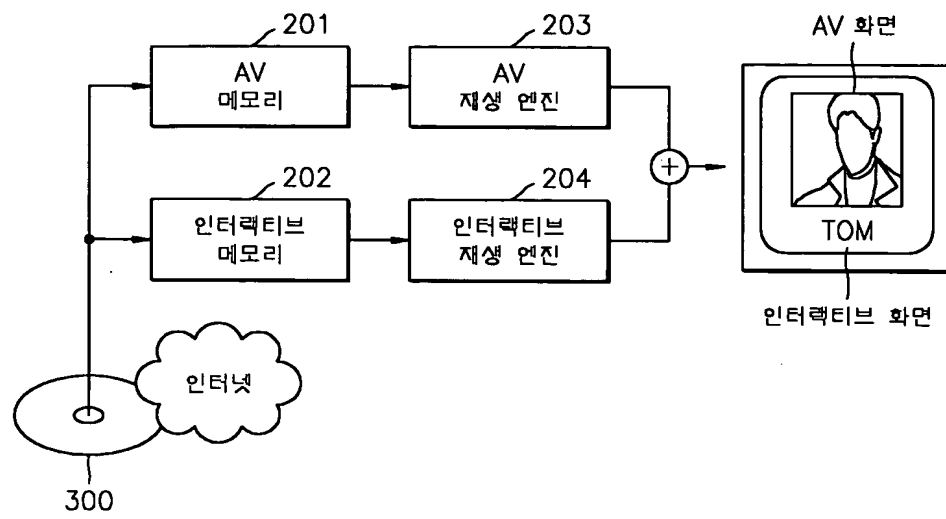 201
AV
메모리
203
AV
재생 엔진
AV 화면
202
인터랙티브
메모리
204
인터랙티브
재생 엔진
+
TOM
인터랙티브 화면
인터넷
300